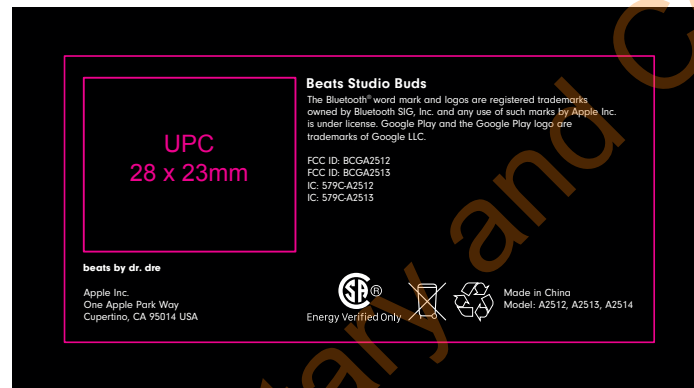 UPC
28 x 23mm
Beats Studio Buds
The Bluetooth® word mark and logos are registered trademarks
owned by Bluetooth SIG, Inc. and any use of such marks by Apple Inc.
is under license. Google Play and the Google Play logo are
trademarks of Google LLC.
FCC ID: BCGA2512
FCC ID: BCGA2513
IC: 579C-A2512
IC: 579C-A2513
beats by dr. dre
Apple Inc.
One Apple Park Way
Cupertino, CA 95014 USA
SA ®
Energy Verified Only
Made in China
Model: A2512, A2513, A2514